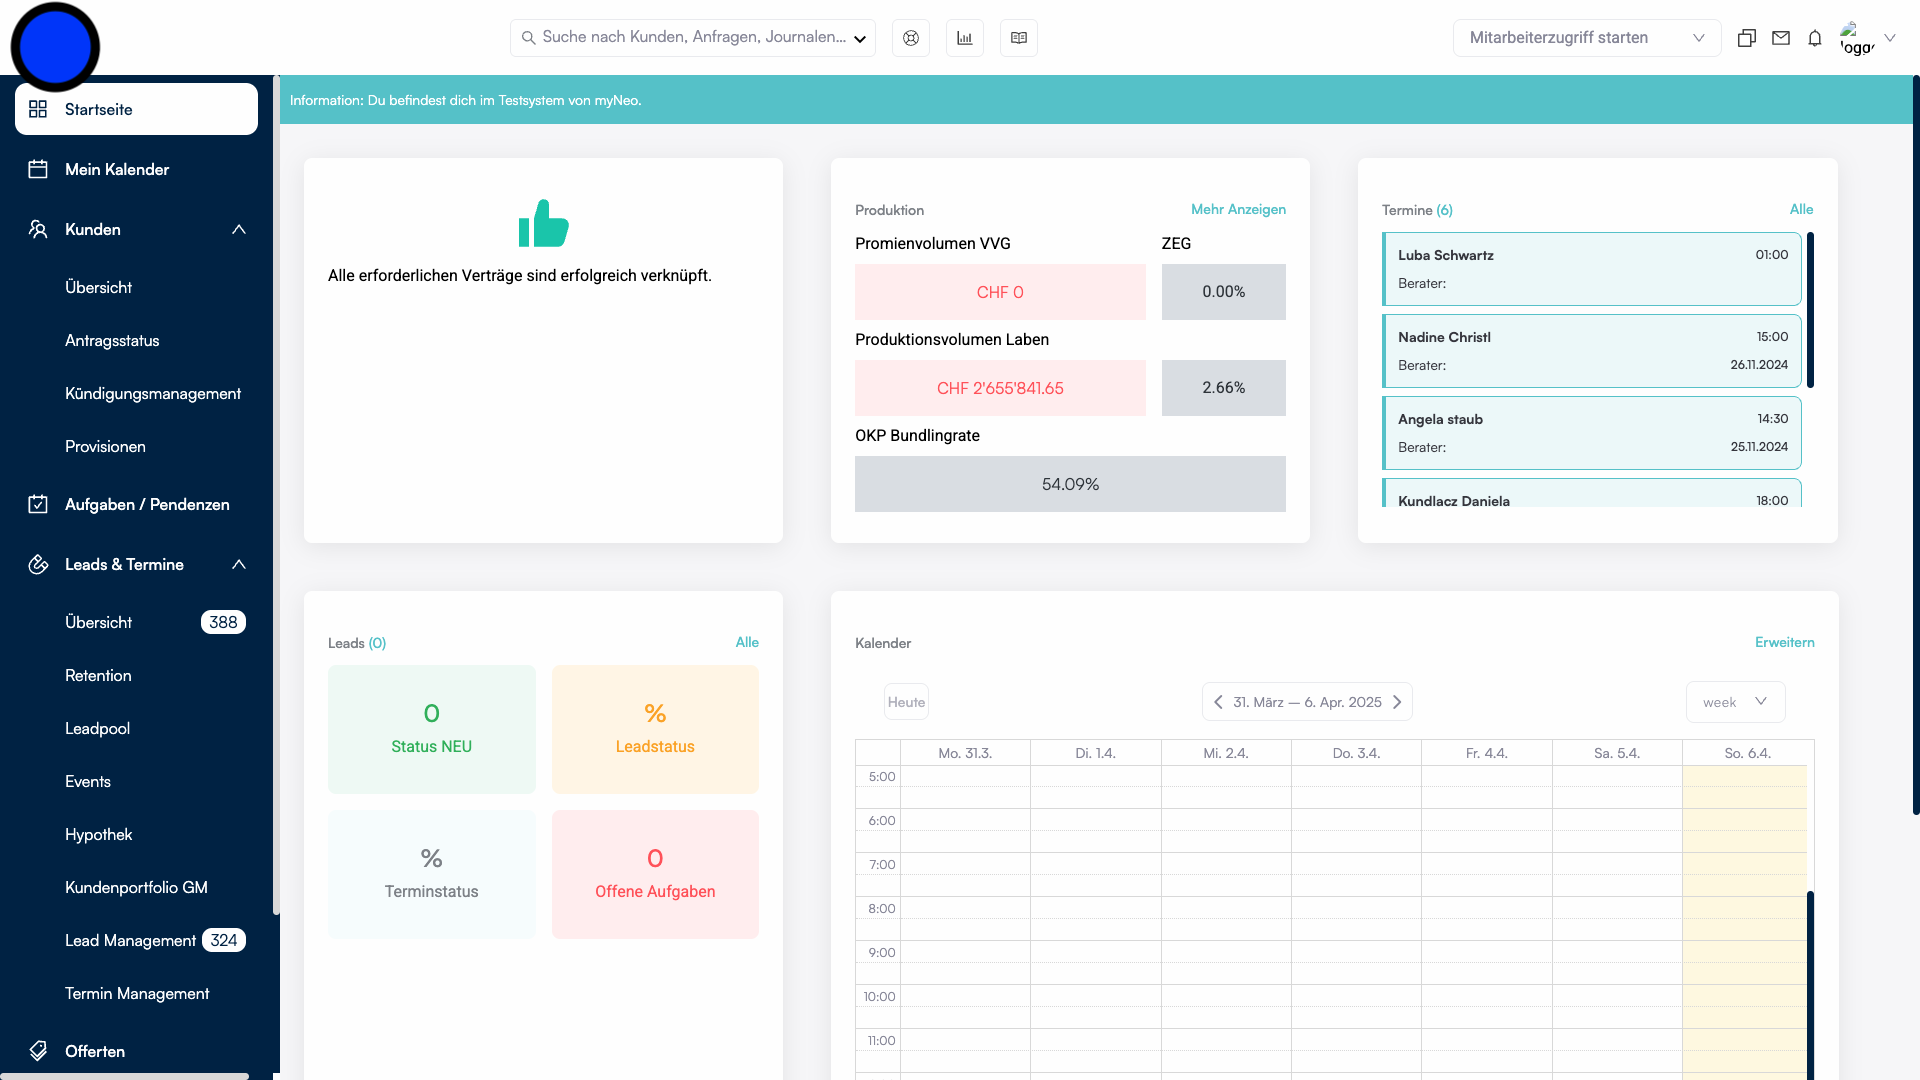 Suche nach Kunden, Anfragen, Journalen...
Mitarbeiterzugriff starten
Startseite
Mein Kalender
Kunden
Übersicht
Antragsstatus
Kündigungsmanagement
Provisionen
Aufgaben / Pendenzen
Leads & Termine
Übersicht 388
Retention
Leadpool
Events
Hypothek
Kundenportfolio GM
Lead Management 324
Termin Management
Offerten
Information: Du befindest dich im Testsystem von myNeo.
Alle erforderlichen Verträge sind erfolgreich verknüpft.
Produktion Mehr Anzeigen
Promienvolumen VVG ZEG
CHF 0 0.00%
Produktionsvolumen Laben
CHF 2'655'841.65 2.66%
OKP Bundlingrate
54.09%
Termine (6) Alle
Luba Schwartz 01:00
Berater:
Nadine Christl 15:00
Berater: 26.11.2024
Angela staub 14:30
Berater: 25.11.2024
Kundlacz Daniela 18:00
Leads (0) Alle
0
Status NEU
%
Leadstatus
%
Terminstatus
0
Offene Aufgaben
Kalender Erweitern
Heute 31. März — 6. Apr. 2025 week
Mo. 31.3. Di. 1.4. Mi. 2.4. Do. 3.4. Fr. 4.4. Sa. 5.4. So. 6.4.
5:00
6:00
7:00
8:00
9:00
10:00
11:00